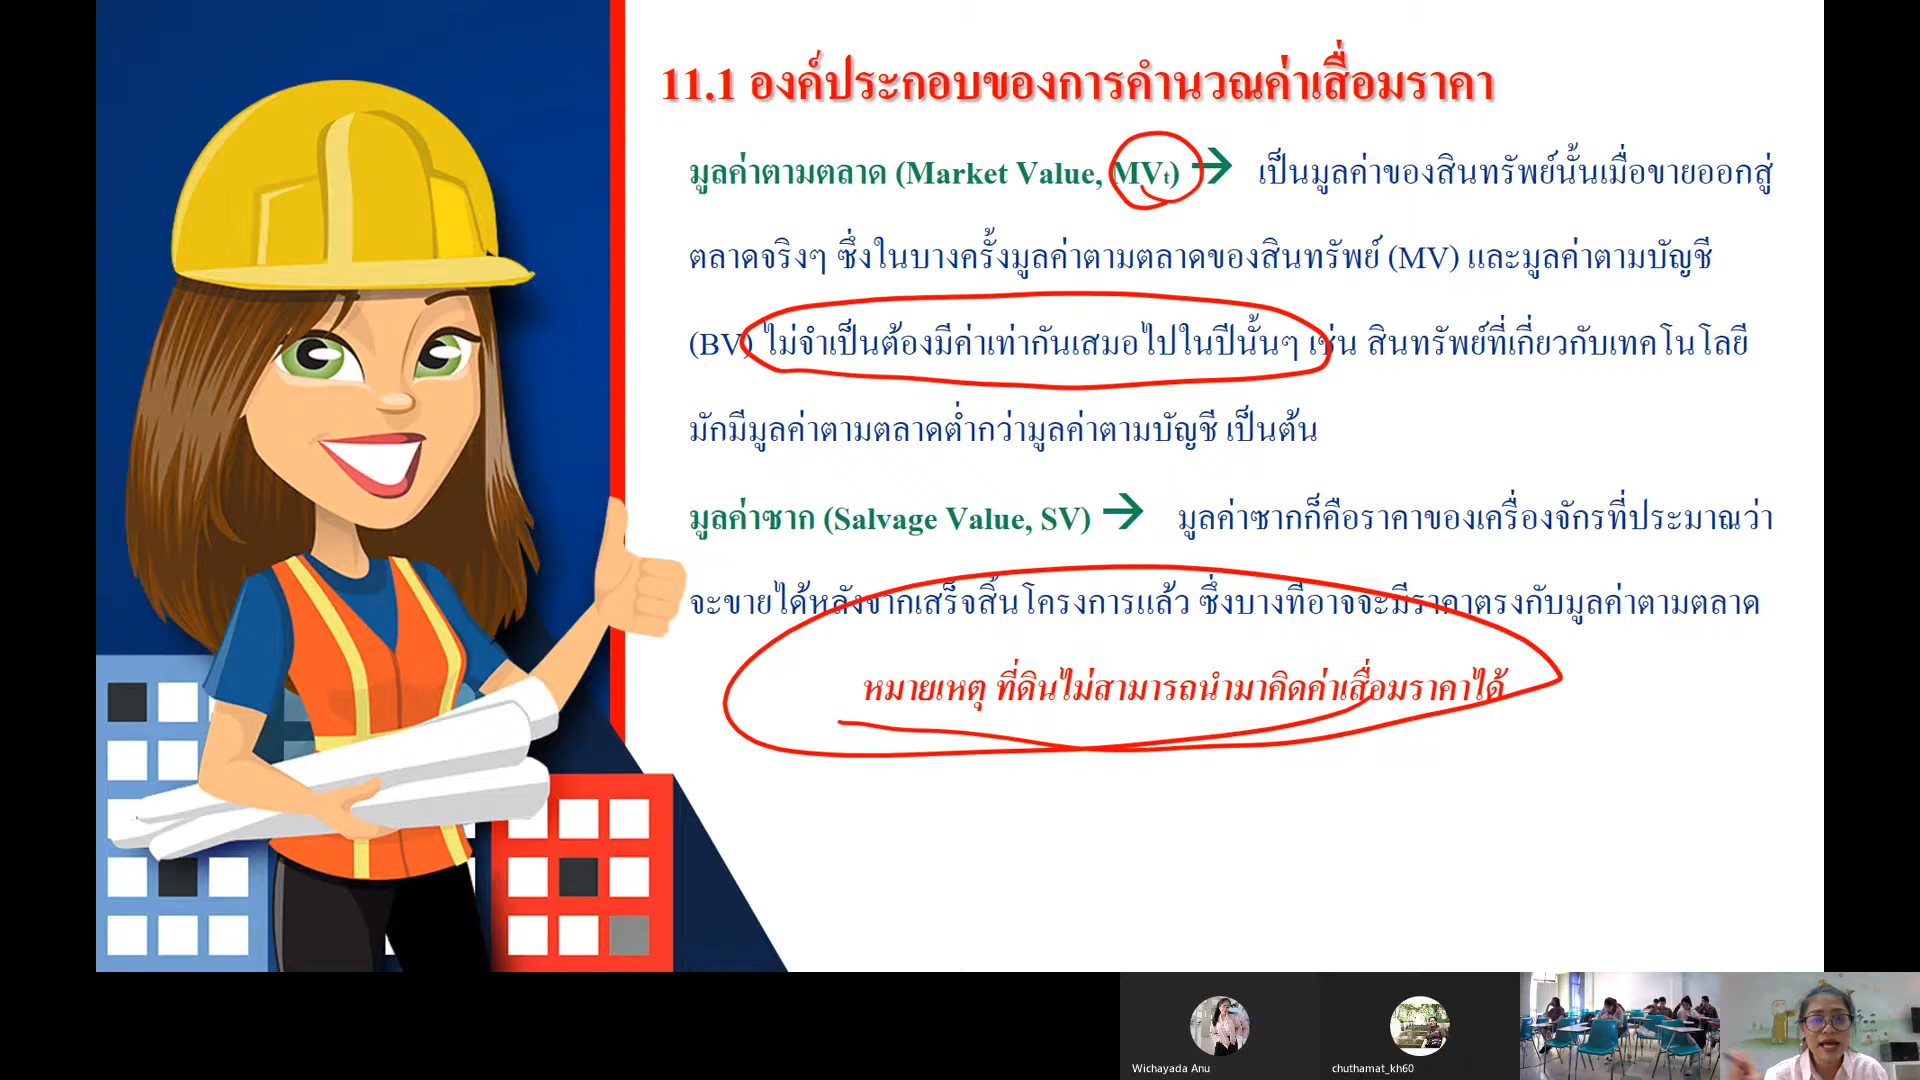 11.1 องค์ประกอบของการคำนวณค่าเสื่อมราคา
มูลค่าตามตลาด (Market Value, MVt) → เป็นมูลค่าของสินทรัพย์นั้นเมื่อขายออกสู่
ตลาดจริงๆ ซึ่งในบางครั้งมูลค่าตามตลาดของสินทรัพย์ (MV) และมูลค่าตามบัญชี
(BV) ไม่จำเป็นต้องมีค่าเท่ากันเสมอไปในปีนั้นๆ เช่น สินทรัพย์ที่เกี่ยวกับเทคโนโลยี
มักมีมูลค่าตามตลาดต่ำกว่ามูลค่าตามบัญชี เป็นต้น
มูลค่าซาก (Salvage Value, SV) → มูลค่าซากก็คือราคาของเครื่องจักรที่ประมาณว่า
จะขายได้หลังจากเสร็จสิ้นโครงการแล้ว ซึ่งบางทีอาจจะมีราคาตรงกับมูลค่าตามตลาด
หมายเหตุ ที่ดินไม่สามารถนำมาคิดค่าเสื่อมราคาได้
Wichayada Anu
chuthamat_kh60